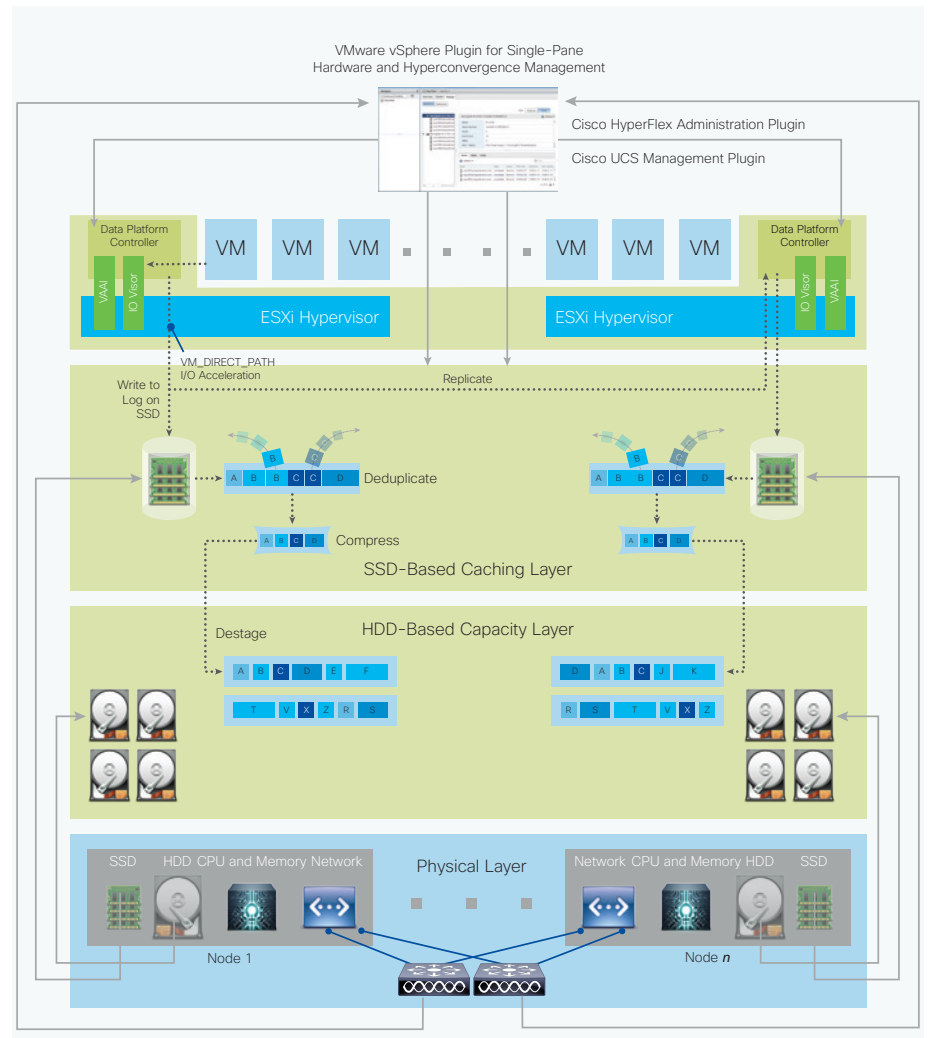 VMware vSphere Plugin for Single-Pane
Hardware and Hyperconvergence Management
Cisco HyperFlex Administration Plugin
Cisco UCS Management Plugin
Data Platform
Controller
VM VM VM VM VM VM
Data Platform
Controller
VAAI IO Visor
IO Visor VAAI
ESXi Hypervisor ESXi Hypervisor
VM_DIRECT_PATH
I/O Acceleration
Replicate
Write to
Log on
SSD
B C
B C
A B B C C D
Deduplicate
A B B C C D
A B C D
Compress
A B C D
SSD-Based Caching Layer
Destage
HDD-Based Capacity Layer
A B C D E F
D A B C J K
T V X Z R S
R S T V X Z
SSD HDD CPU and Memory Network
Physical Layer
Network CPU and Memory HDD SSD
Node 1
Node n